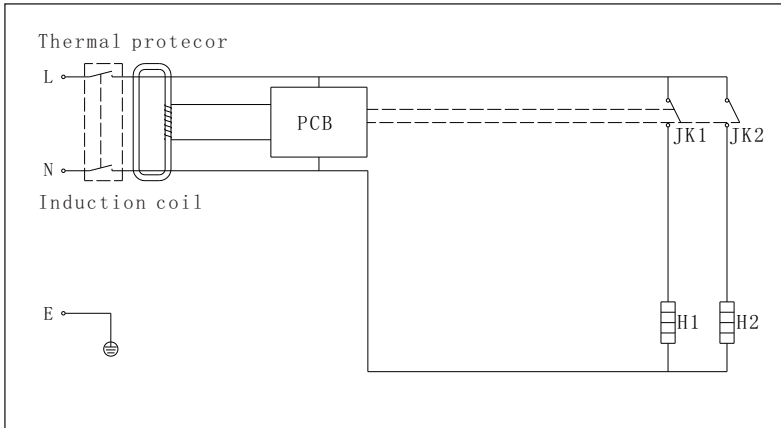 Thermal protecor
L
PCB
JK1
JK2
N
Induction coil
E
H1
H2